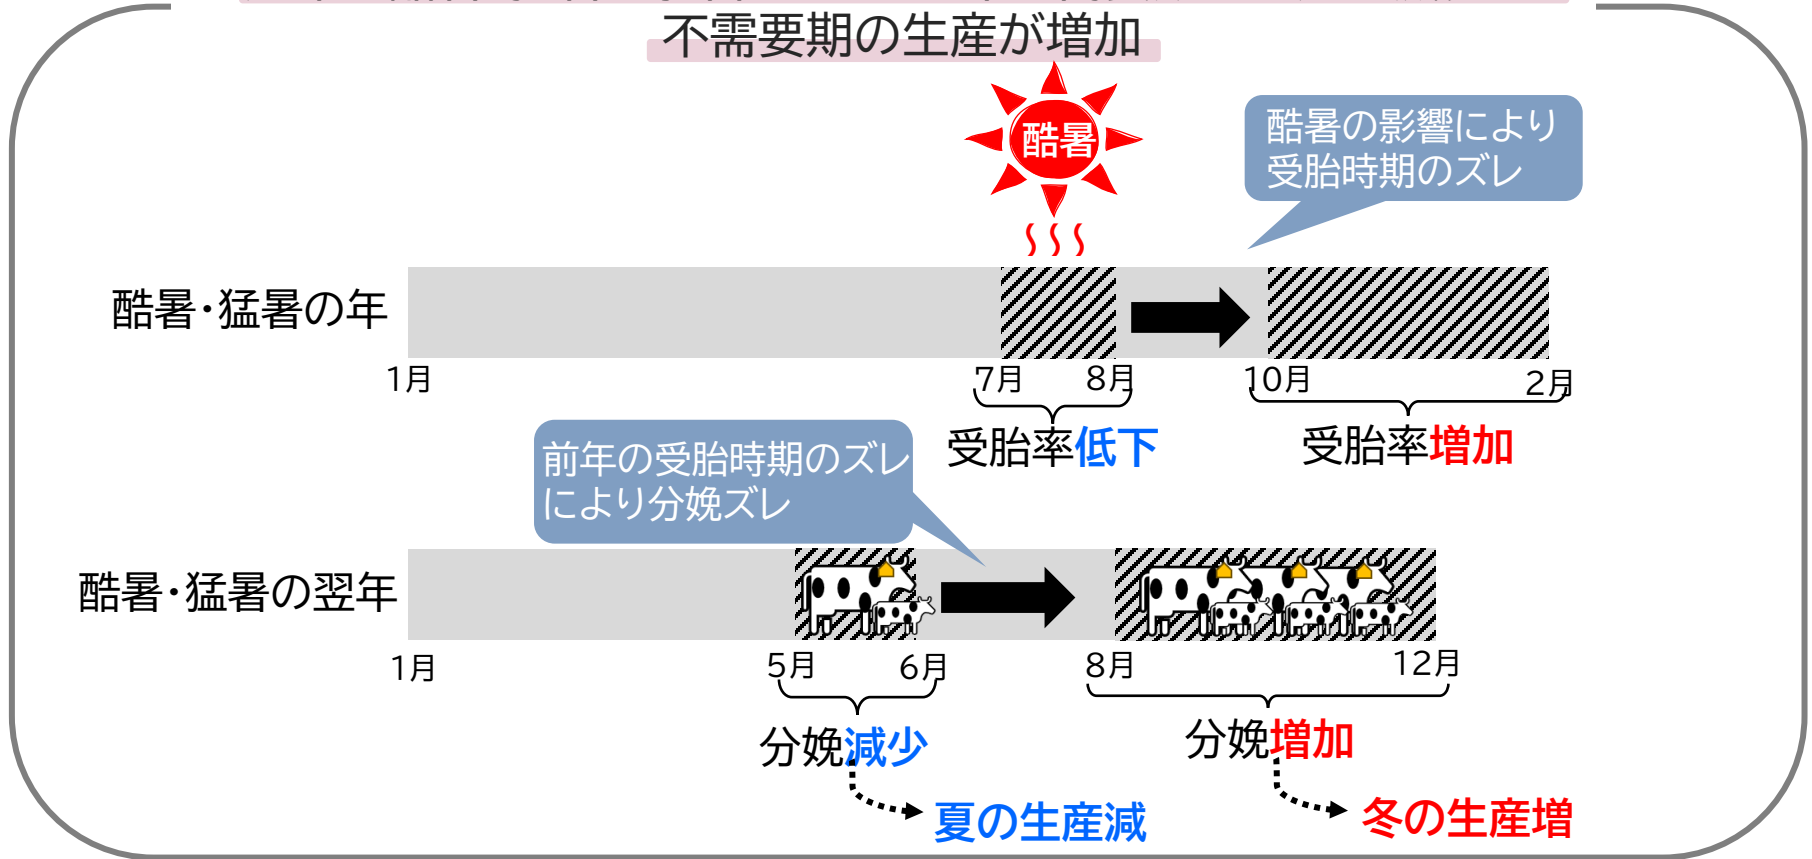 不需要期の生産が増加
酷暑
酷暑の影響により
受胎時期のズレ
酷暑・猛暑の年
1月
7月
8月
10月
2月
受胎率低下
受胎率増加
前年の受胎時期のズレ
により分娩ズレ
酷暑・猛暑の翌年
1月
5月
6月
8月
12月
分娩減少
分娩増加
夏の生産減
冬の生産増